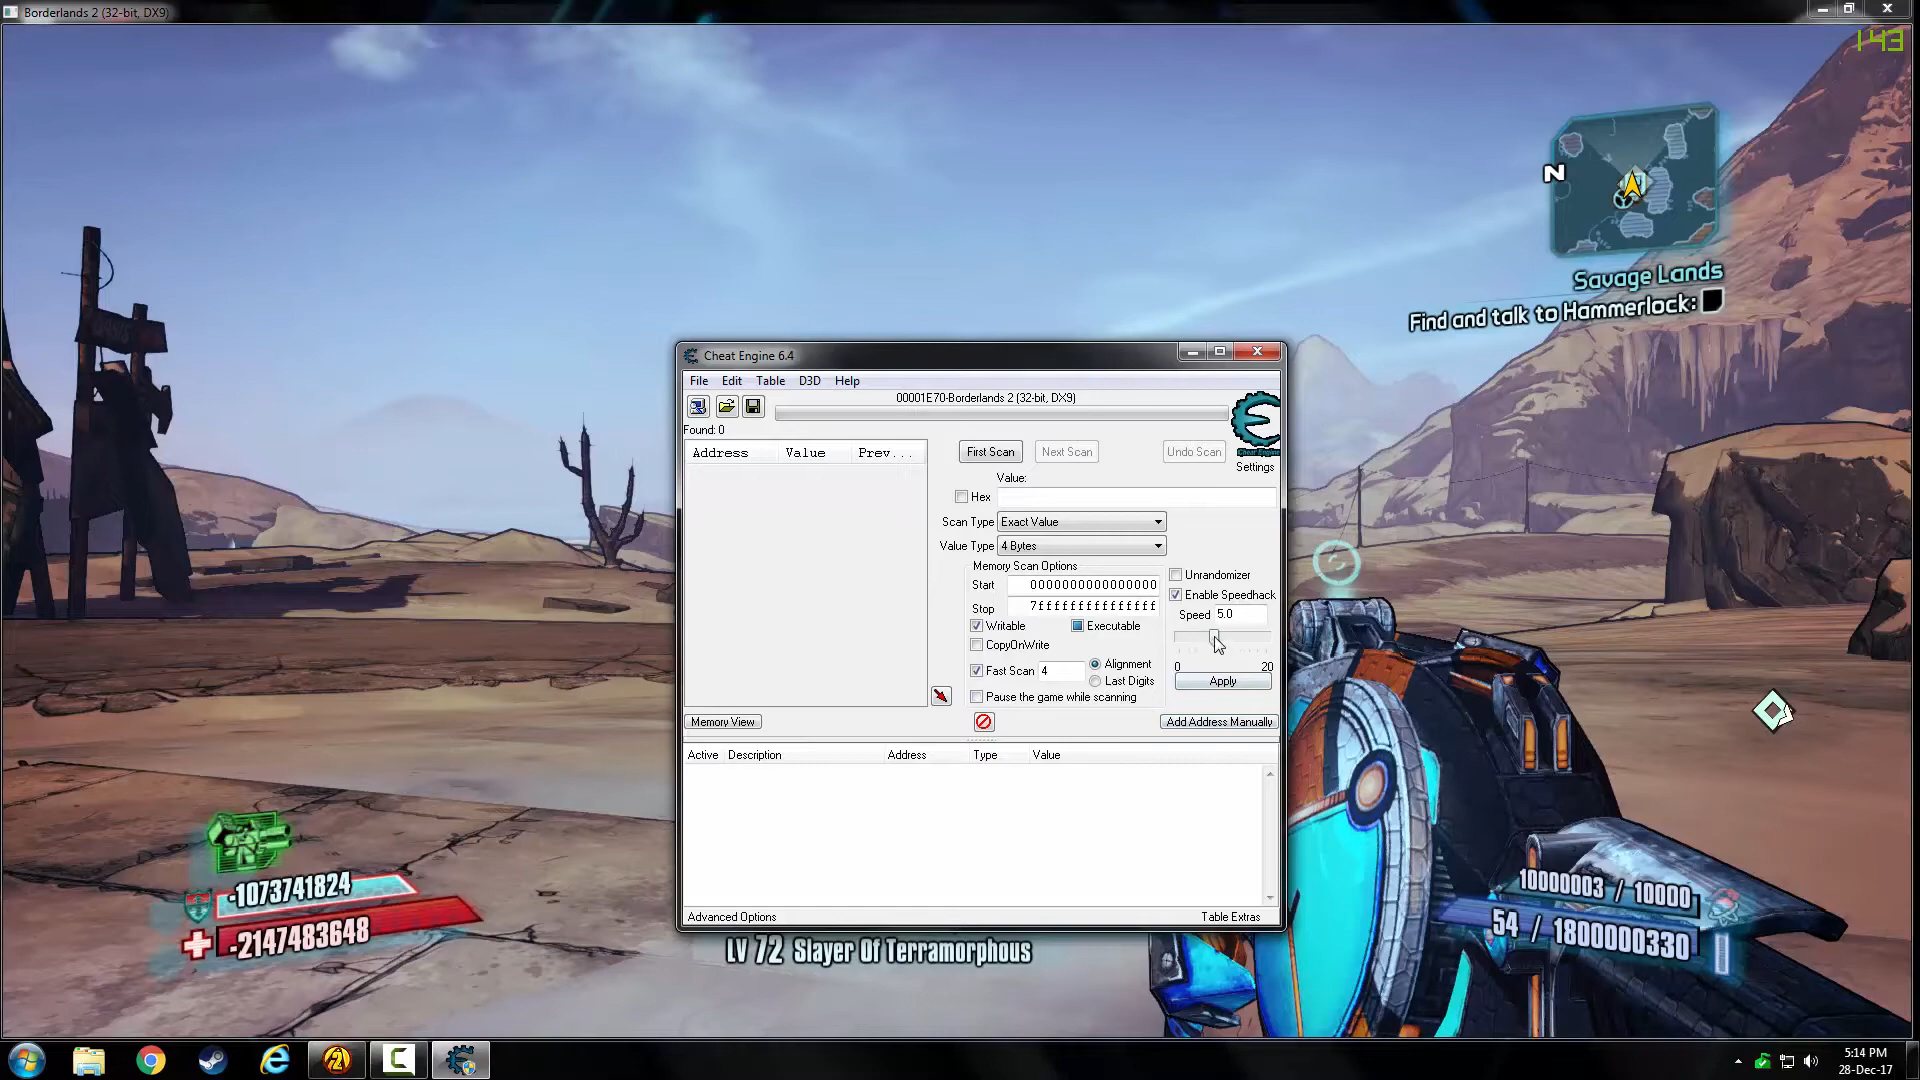 Borderlands 2 (32-bit, DX9)
143
N
Savage Lands
Find and talk to Hammerlock:
OASIS
Cheat Engine 6.4
File Edit Table D3D Help
00001E70-Borderlands 2 (32-bit, DX9)
Found: 0
Address Value Prev...
First Scan Next Scan Undo Scan
Cheat Engine
Settings
Value:
Hex
Scan Type Exact Value
Value Type 4 Bytes
Memory Scan Options
Start 0000000000000000
Stop 7fffffffffffffff
Writable Executable
CopyOnWrite
Fast Scan 4 Alignment
Last Digits
Pause the game while scanning
Unrandomizer
Enable Speedhack
Speed 5.0
0 20
Apply
Memory View Add Address Manually
Active Description Address Type Value
Advanced Options Table Extras
-1073741824
-2147483648
LV 72 Slayer Of Terramorphous
10000003 / 10000
54 / 1800000330
5:14 PM
28-Dec-17